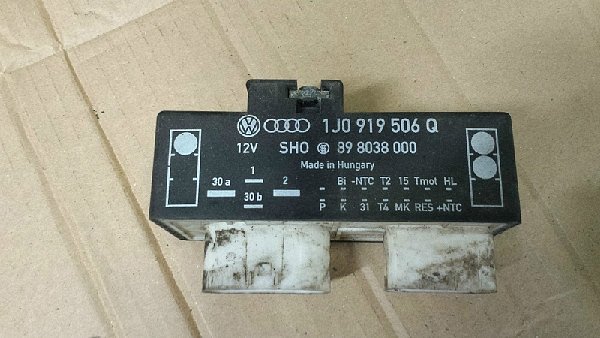 1J0 919 506 Q
12V SHO 89 8038 000
Made in Hungary
1
30 a 2 Bi -NTC T2 15 Tmot HL
30 b P K 31 T4 MK RES +NTC